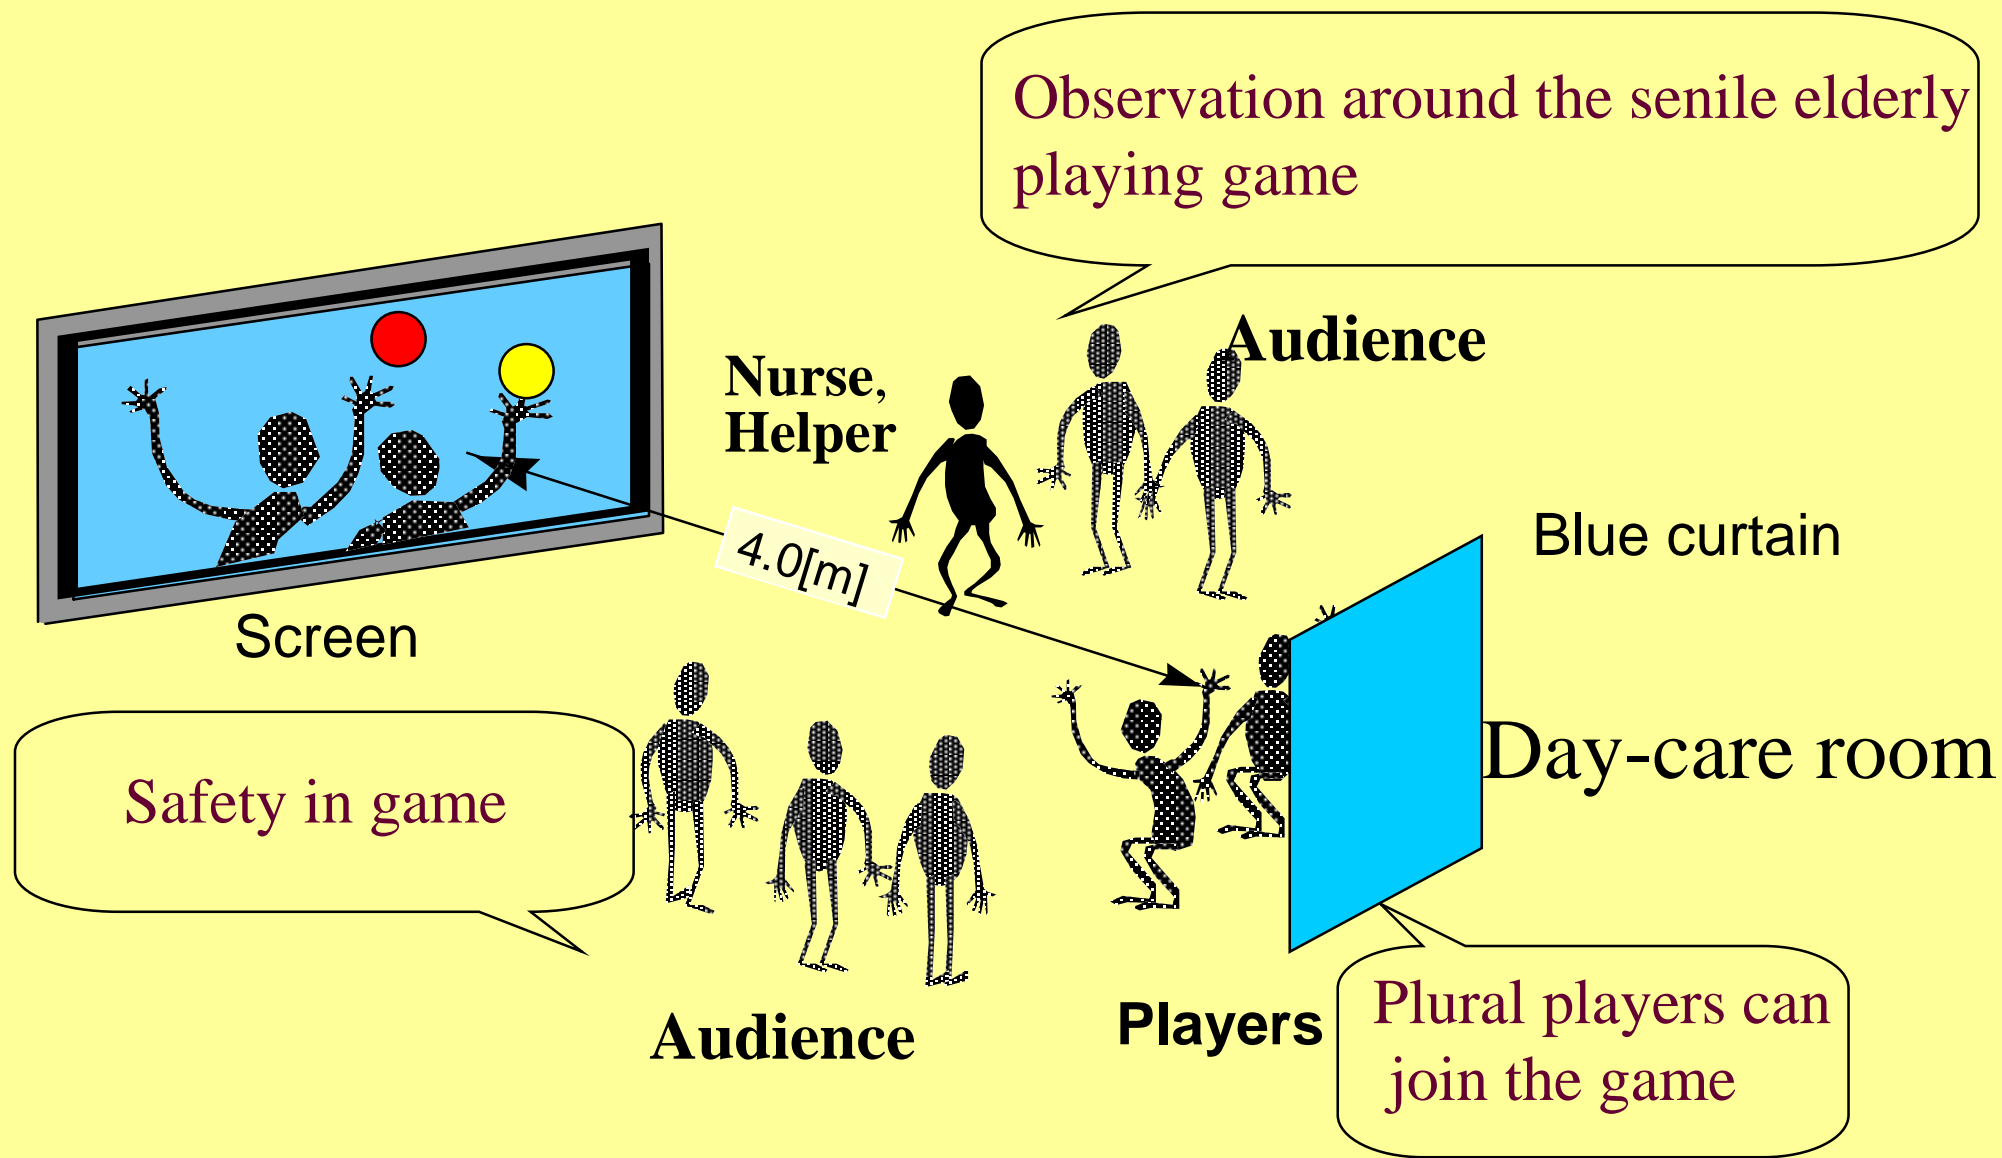 Observation around the senile elderly
playing game
Audience
Nurse,
Helper
Blue curtain
4.0[m]
Screen
Day-care room
Safety in game
Players
Plural players can
join the game
Audience